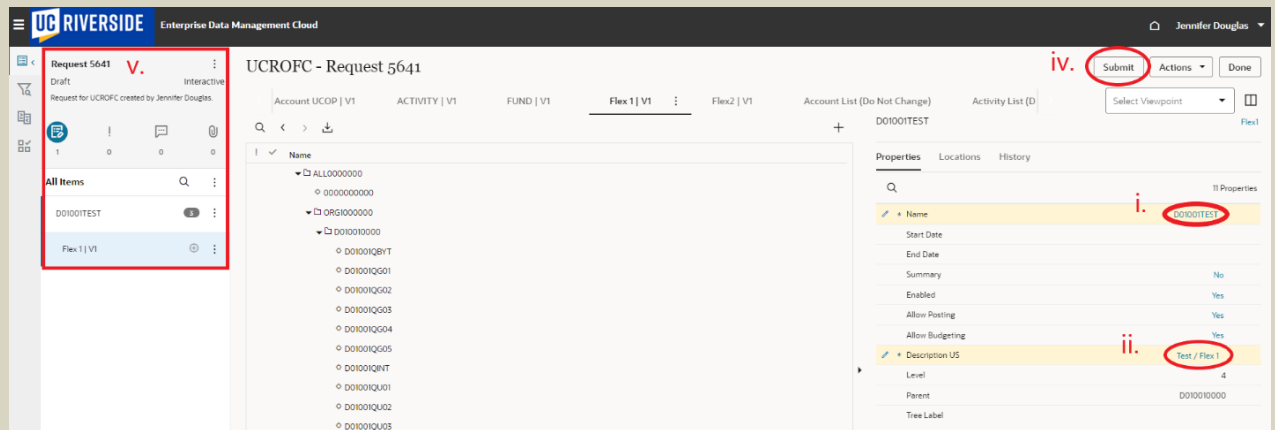 UC RIVERSIDE Enterprise Data Management Cloud Jennifer Douglas
Request 5641 v.
Draft Interactive
Request for UCROFC created by Jennifer Douglas.
1 0 0 0
All Items
D01001TEST 3
Flex 1 | V1
UCROFC - Request 5641
iv. Submit Actions Done
Account UCOP | V1 ACTIVITY | V1 FUND | V1 Flex 1 | V1 Flex2 | V1 Account List (Do Not Change) Activity List (D Select Viewpoint
Name
ALL0000000
0000000000
ORG1000000
D010010000
D01001QBYT
D01001QG01
D01001QG02
D01001QG03
D01001QG04
D01001QG05
D01001QINT
D01001QU01
D01001QU02
D01001QU03
D01001TEST Flex1
Properties Locations History
11 Properties
* Name i. D01001TEST
Start Date
End Date
Summary No
Enabled Yes
Allow Posting Yes
Allow Budgeting Yes
* Description US ii. Test / Flex 1
Level 4
Parent D010010000
Tree Label